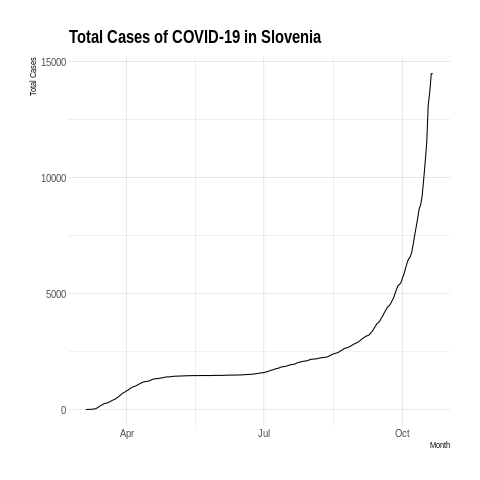 Total Cases of COVID-19 in Slovenia
Total Cases
15000
10000
5000
0
Apr
Jul
Oct
Month